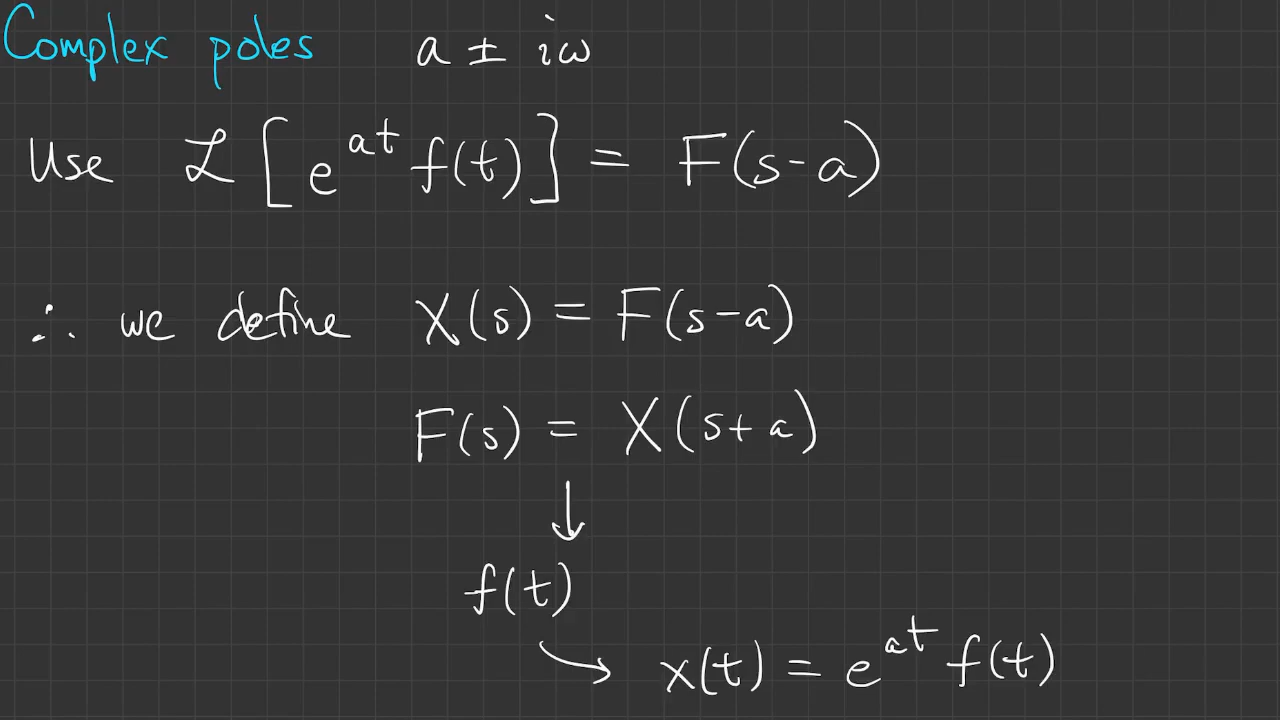 Complex poles a ± iω
Use ℒ[e^{at} f(t)] = F(s-a)
∴ we define X(s) = F(s-a)
F(s) = X(s+a)
↓
f(t)
→ x(t) = e^{at} f(t)